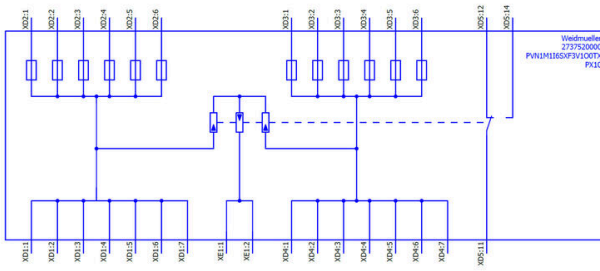 XD2:1
XD2:2
XD2:3
XD2:4
XD2:5
XD2:6
XD3:1
XD3:2
XD3:3
XD3:4
XD3:5
XD3:6
XD5:12
XD5:14
Weidmueller
2737520000
PVN1M1I6SXF3V1O0TX
PX10
XD1:1
XD1:2
XD1:3
XD1:4
XD1:5
XD1:6
XD1:7
XE1:1
XE1:2
XD4:1
XD4:2
XD4:3
XD4:4
XD4:5
XD4:6
XD4:7
XD5:11